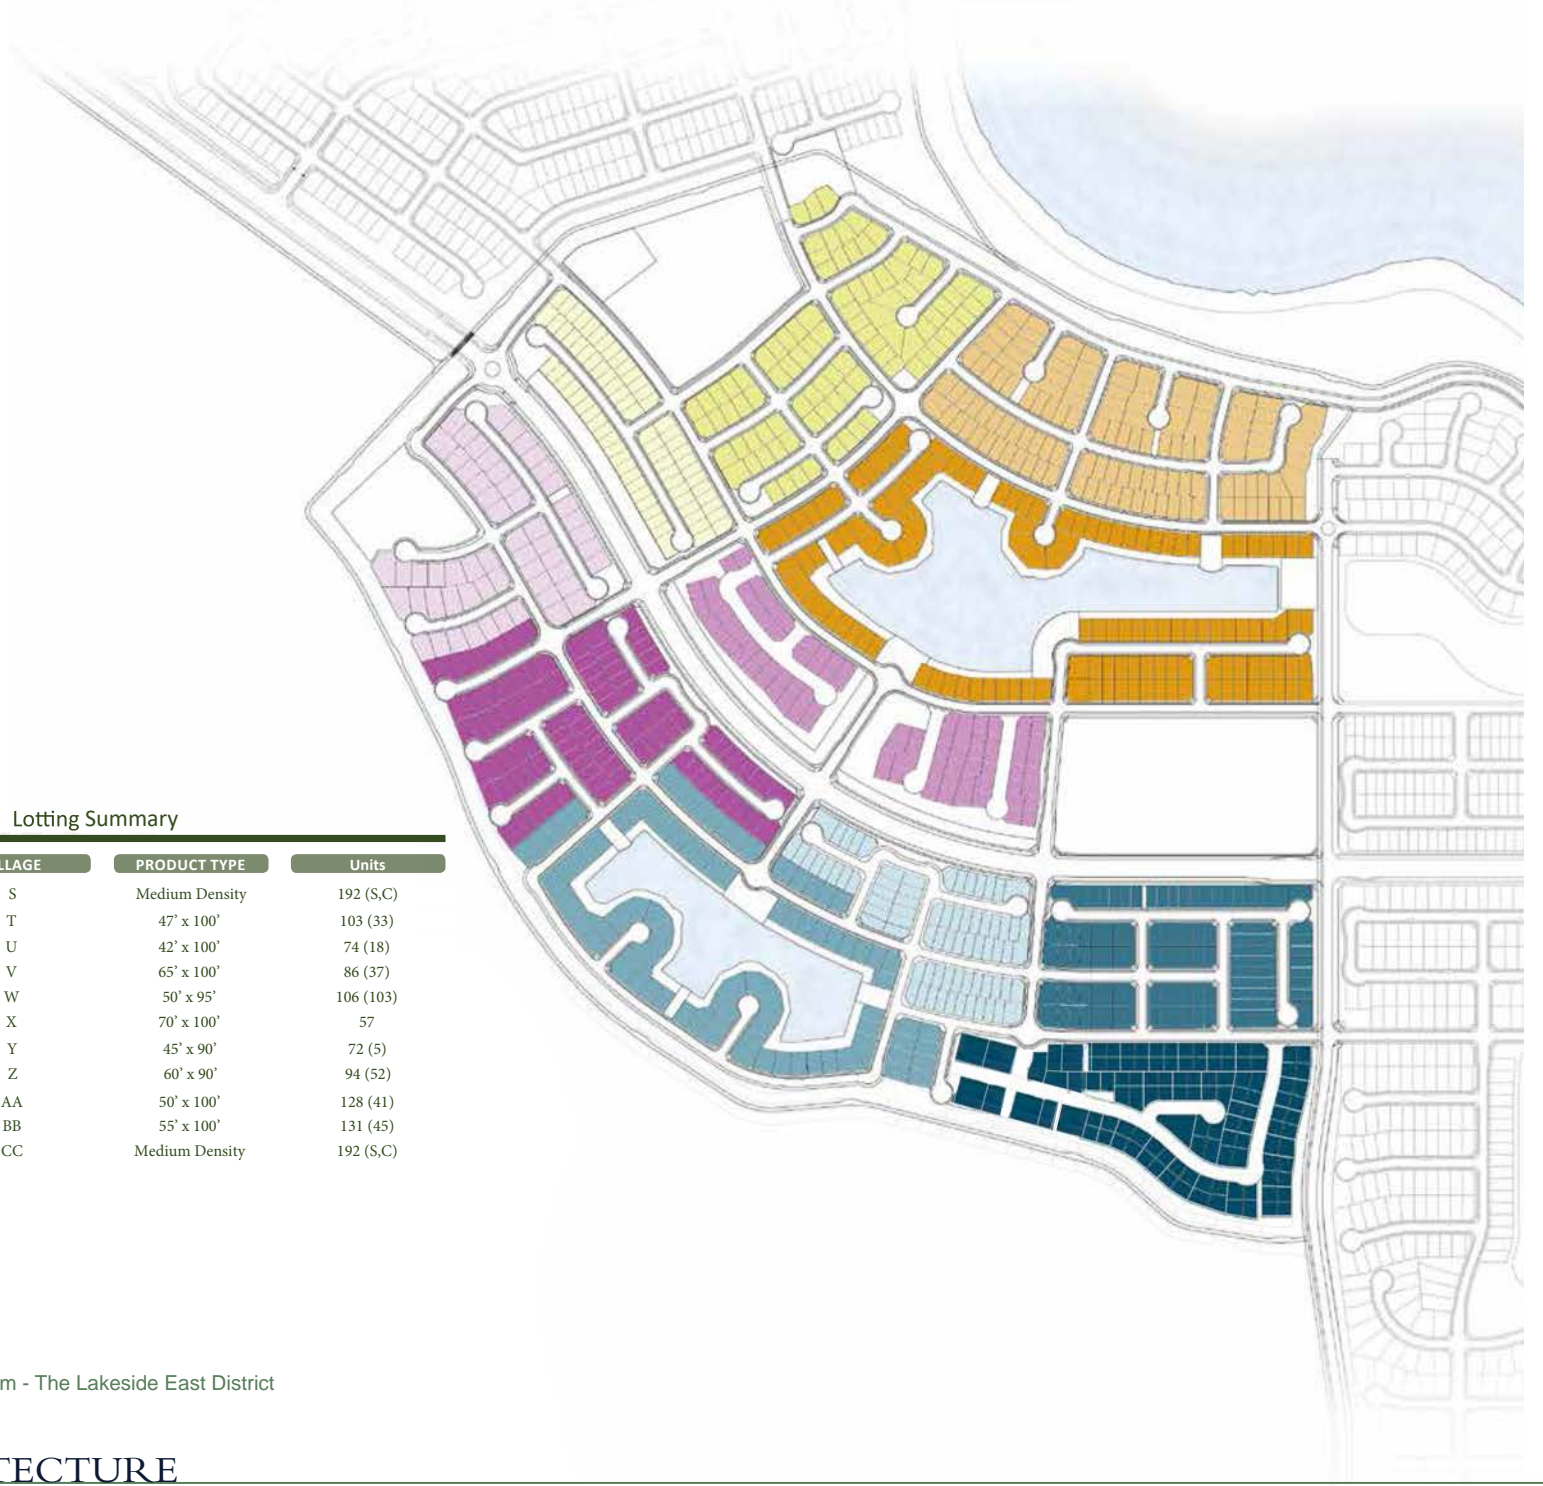 Lotting Summary
LLAGE PRODUCT TYPE Units
S Medium Density 192 (S,C)
T 47’ x 100’ 103 (33)
U 42’ x 100’ 74 (18)
V 65’ x 100’ 86 (37)
W 50’ x 95’ 106 (103)
X 70’ x 100’ 57
Y 45’ x 90’ 72 (5)
Z 60’ x 90’ 94 (52)
AA 50’ x 100’ 128 (41)
BB 55’ x 100’ 131 (45)
CC Medium Density 192 (S,C)
m - The Lakeside East District
TECTURE